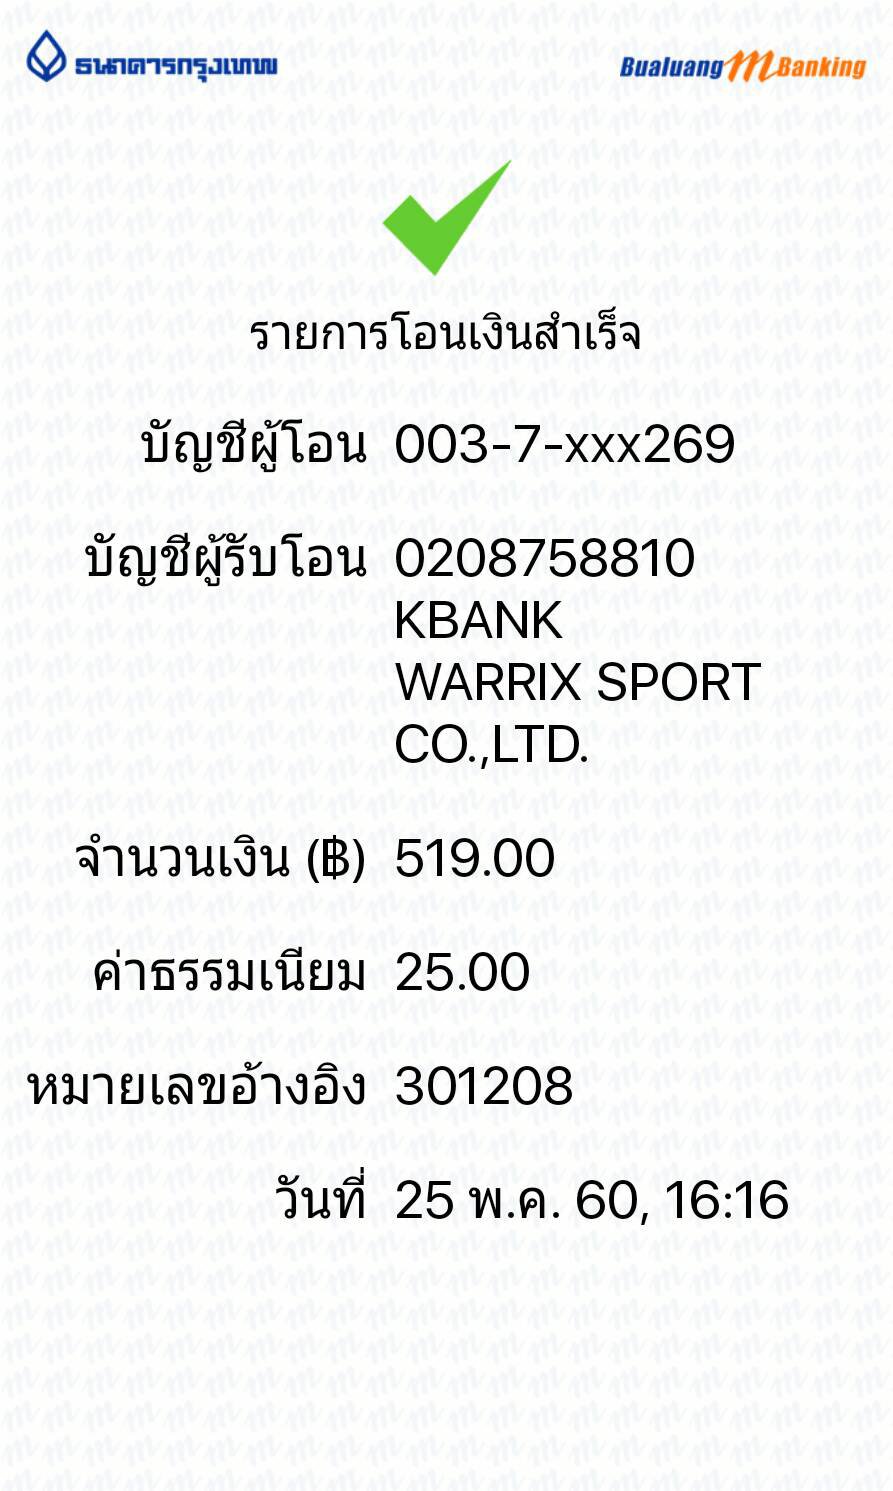 ธนาคารกรุงเทพ
Bualuang mBanking
รายการโอนเงินสำเร็จ
บัญชีผู้โอน 003-7-xxx269
บัญชีผู้รับโอน 0208758810
KBANK
WARRIX SPORT
CO.,LTD.
จำนวนเงิน (฿) 519.00
ค่าธรรมเนียม 25.00
หมายเลขอ้างอิง 301208
วันที่ 25 พ.ค. 60, 16:16